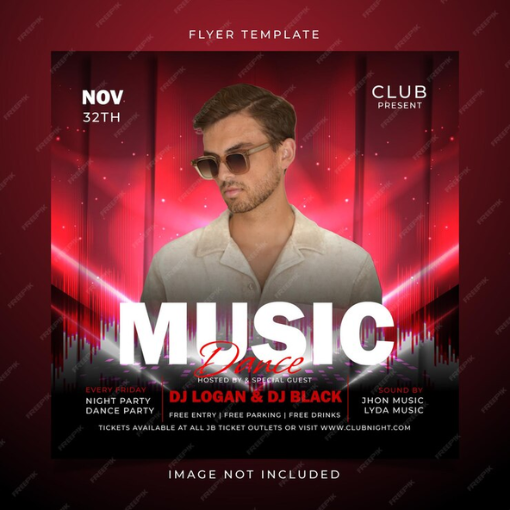 FLYER TEMPLATE
NOV
32TH
CLUB
PRESENT
MUSIC
Dance
HOSTED BY & SPECIAL GUEST
EVERY FRIDAY
NIGHT PARTY
DANCE PARTY
DJ LOGAN & DJ BLACK
FREE ENTRY | FREE PARKING | FREE DRINKS
SOUND BY
JHON MUSIC
LYDA MUSIC
TICKETS AVAILABLE AT ALL JB TICKET OUTLETS OR VISIT WWW.CLUBNIGHT.COM
IMAGE NOT INCLUDED